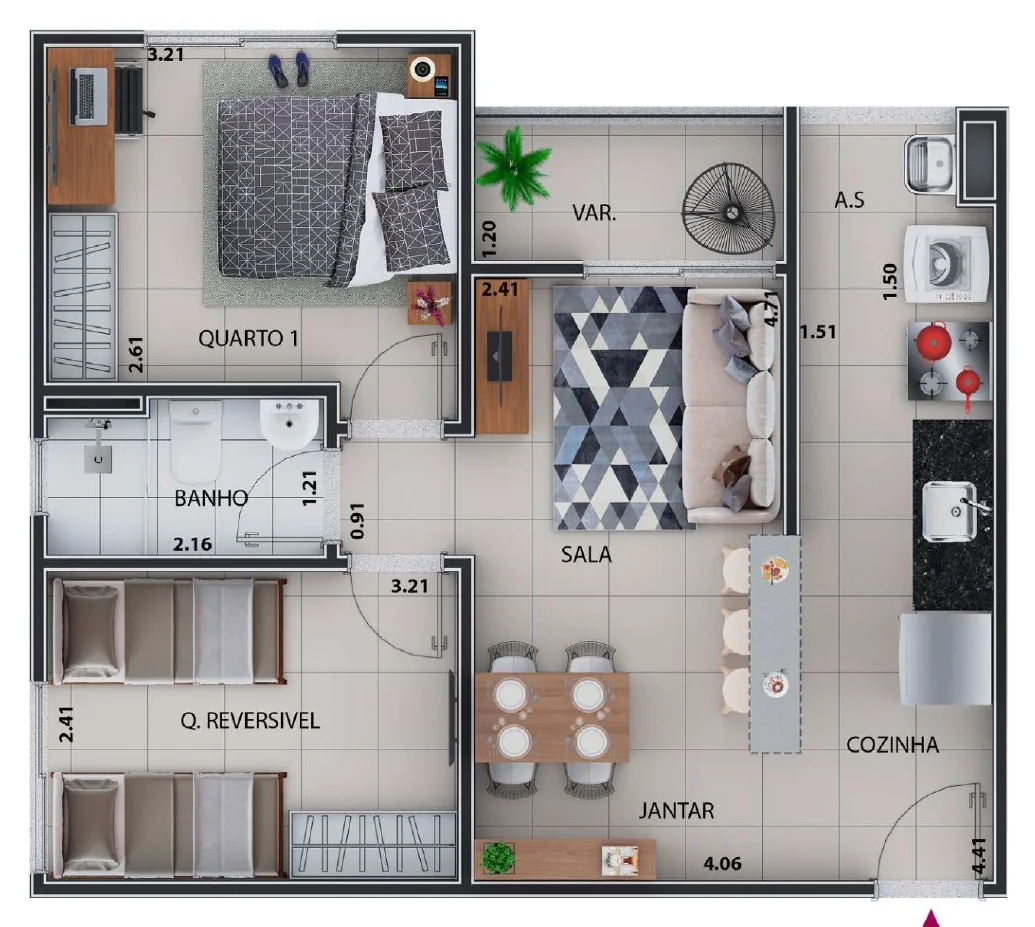 3.21
QUARTO 1
2.61
VAR.
1.20
A.S
1.50
2.41
4.71
1.51
BANHO
1.21
2.16
0.91
SALA
3.21
Q. REVERSIVEL
2.41
COZINHA
JANTAR
4.06
4.41